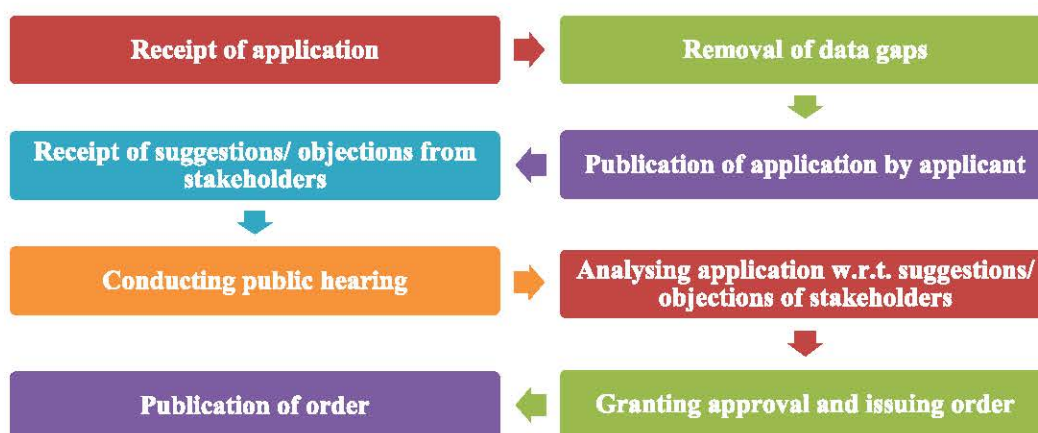 Receipt of application
Removal of data gaps
Publication of application by applicant
Receipt of suggestions/ objections from
stakeholders
Conducting public hearing
Analysing application w.r.t. suggestions/
objections of stakeholders
Granting approval and issuing order
Publication of order